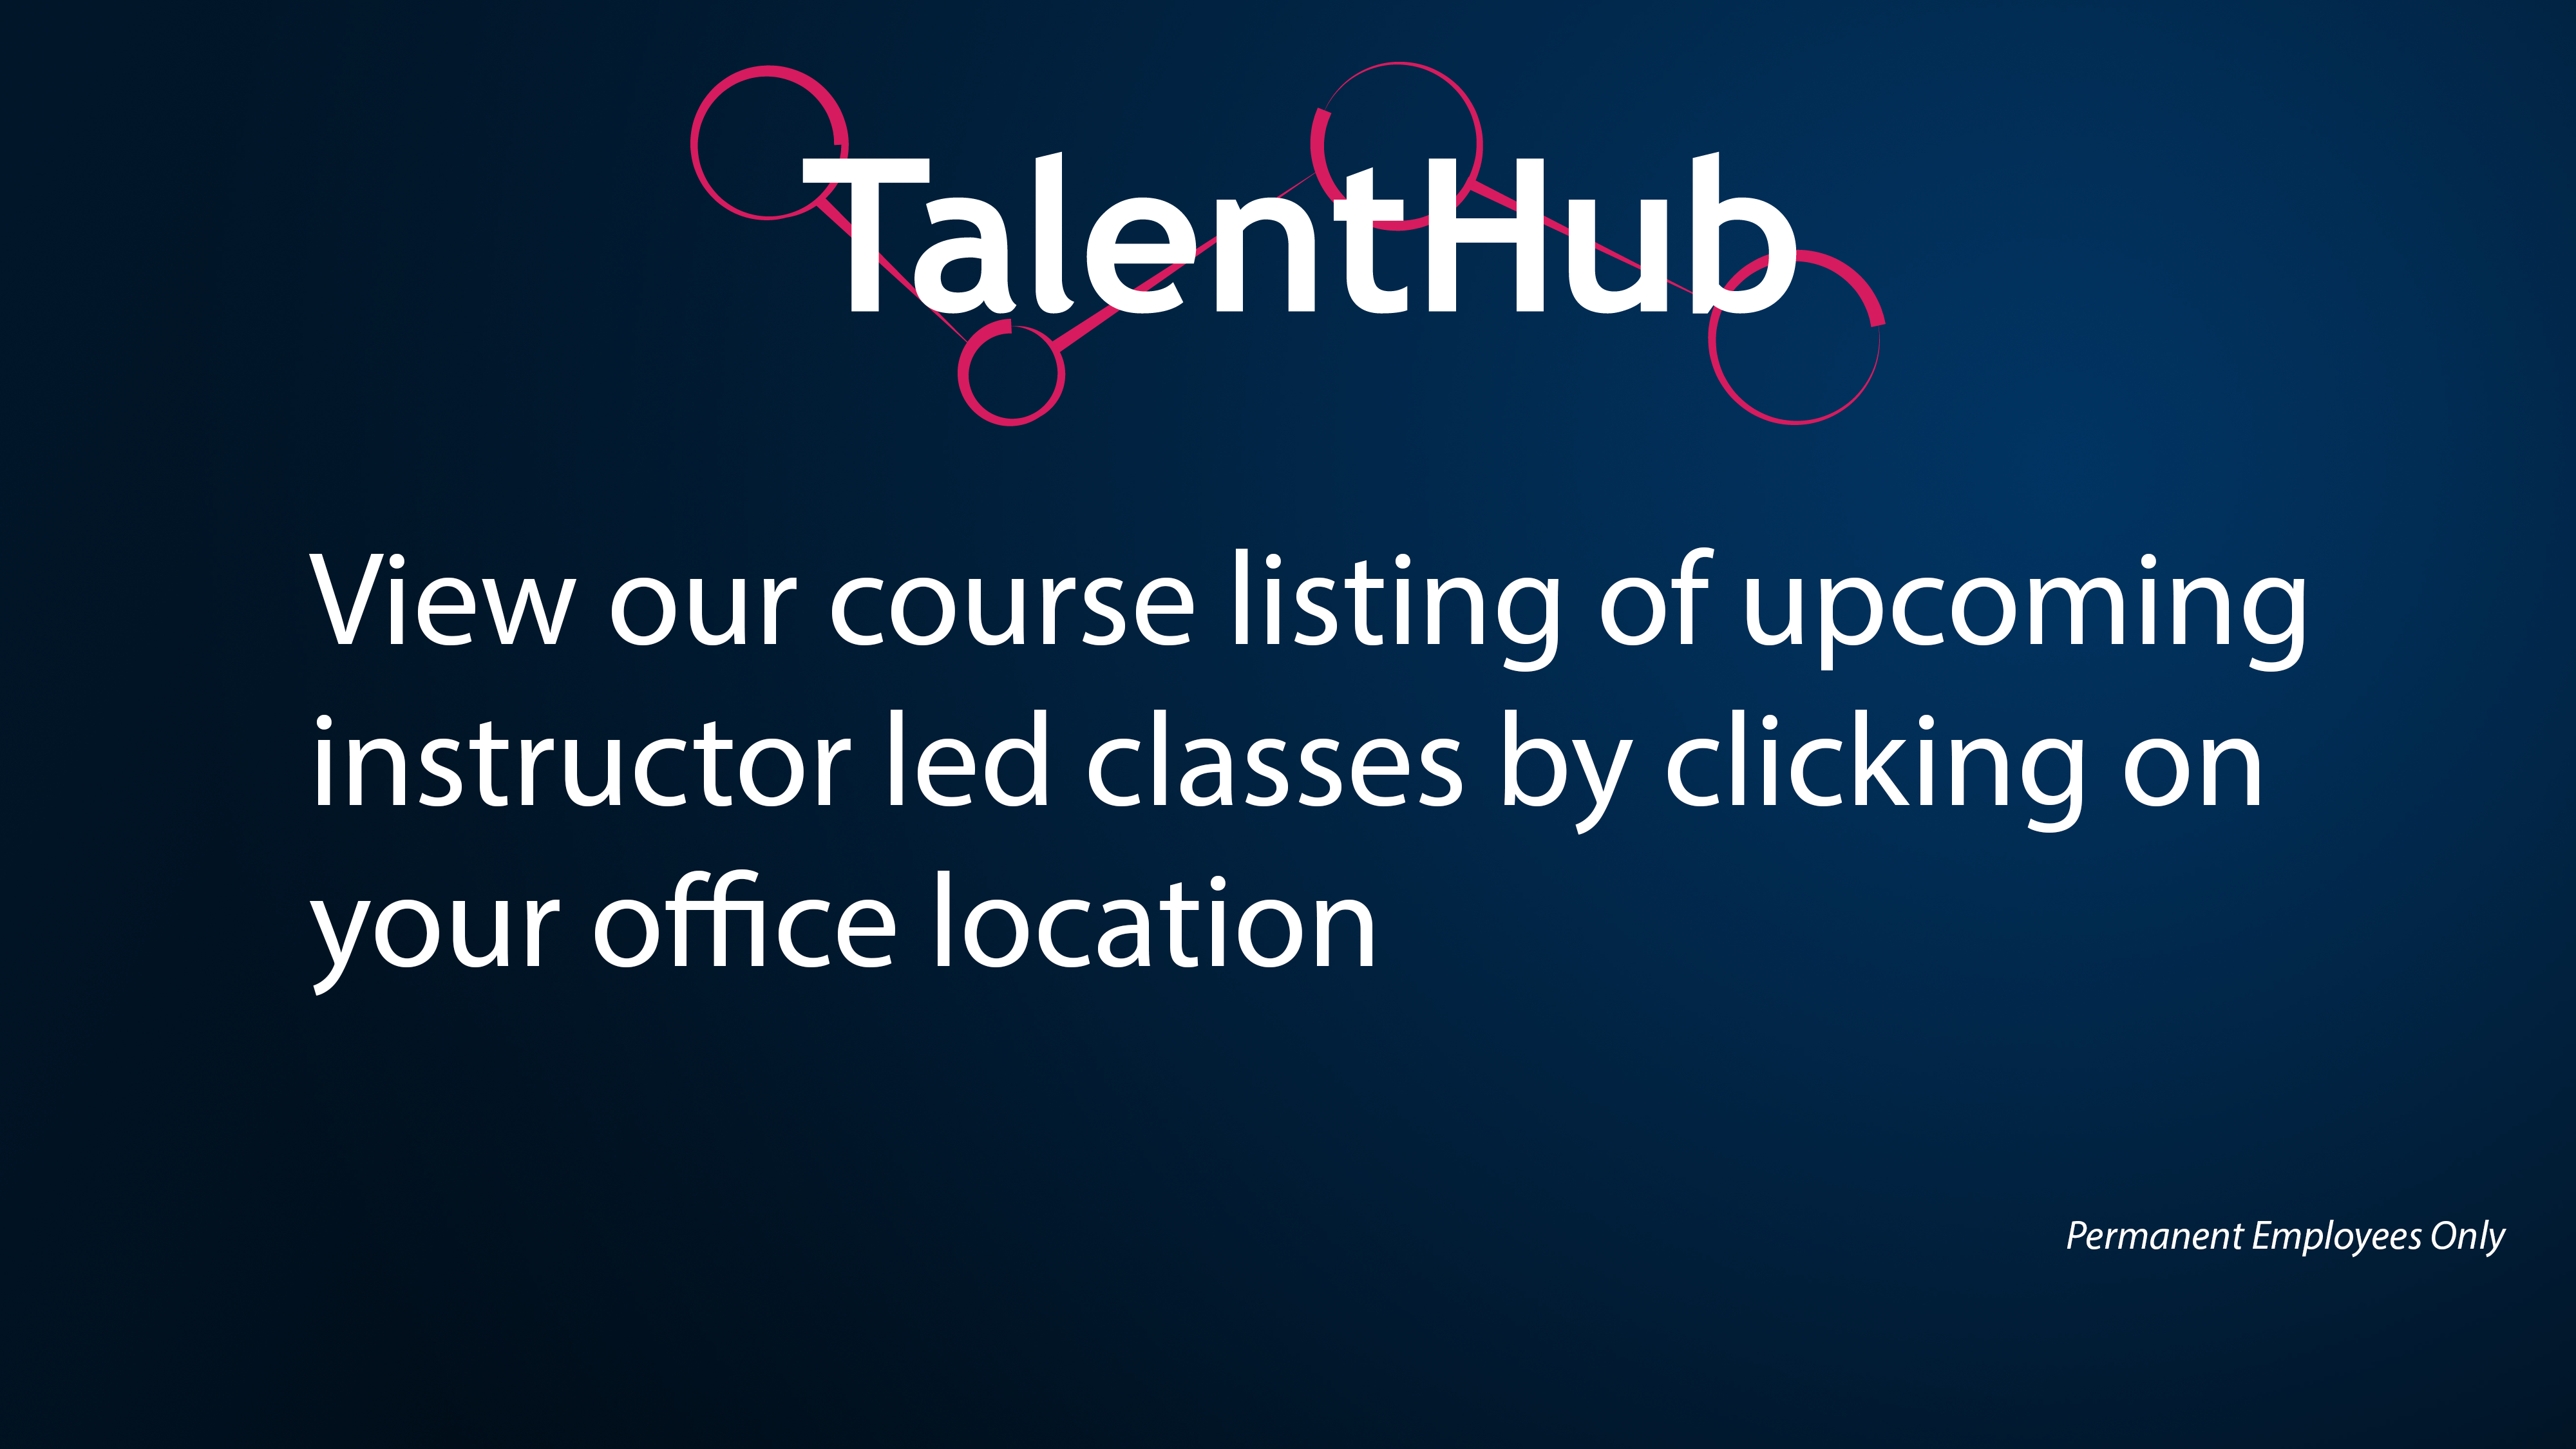 TalentHub
View our course listing of upcoming
instructor led classes by clicking on
your office location
Permanent Employees Only